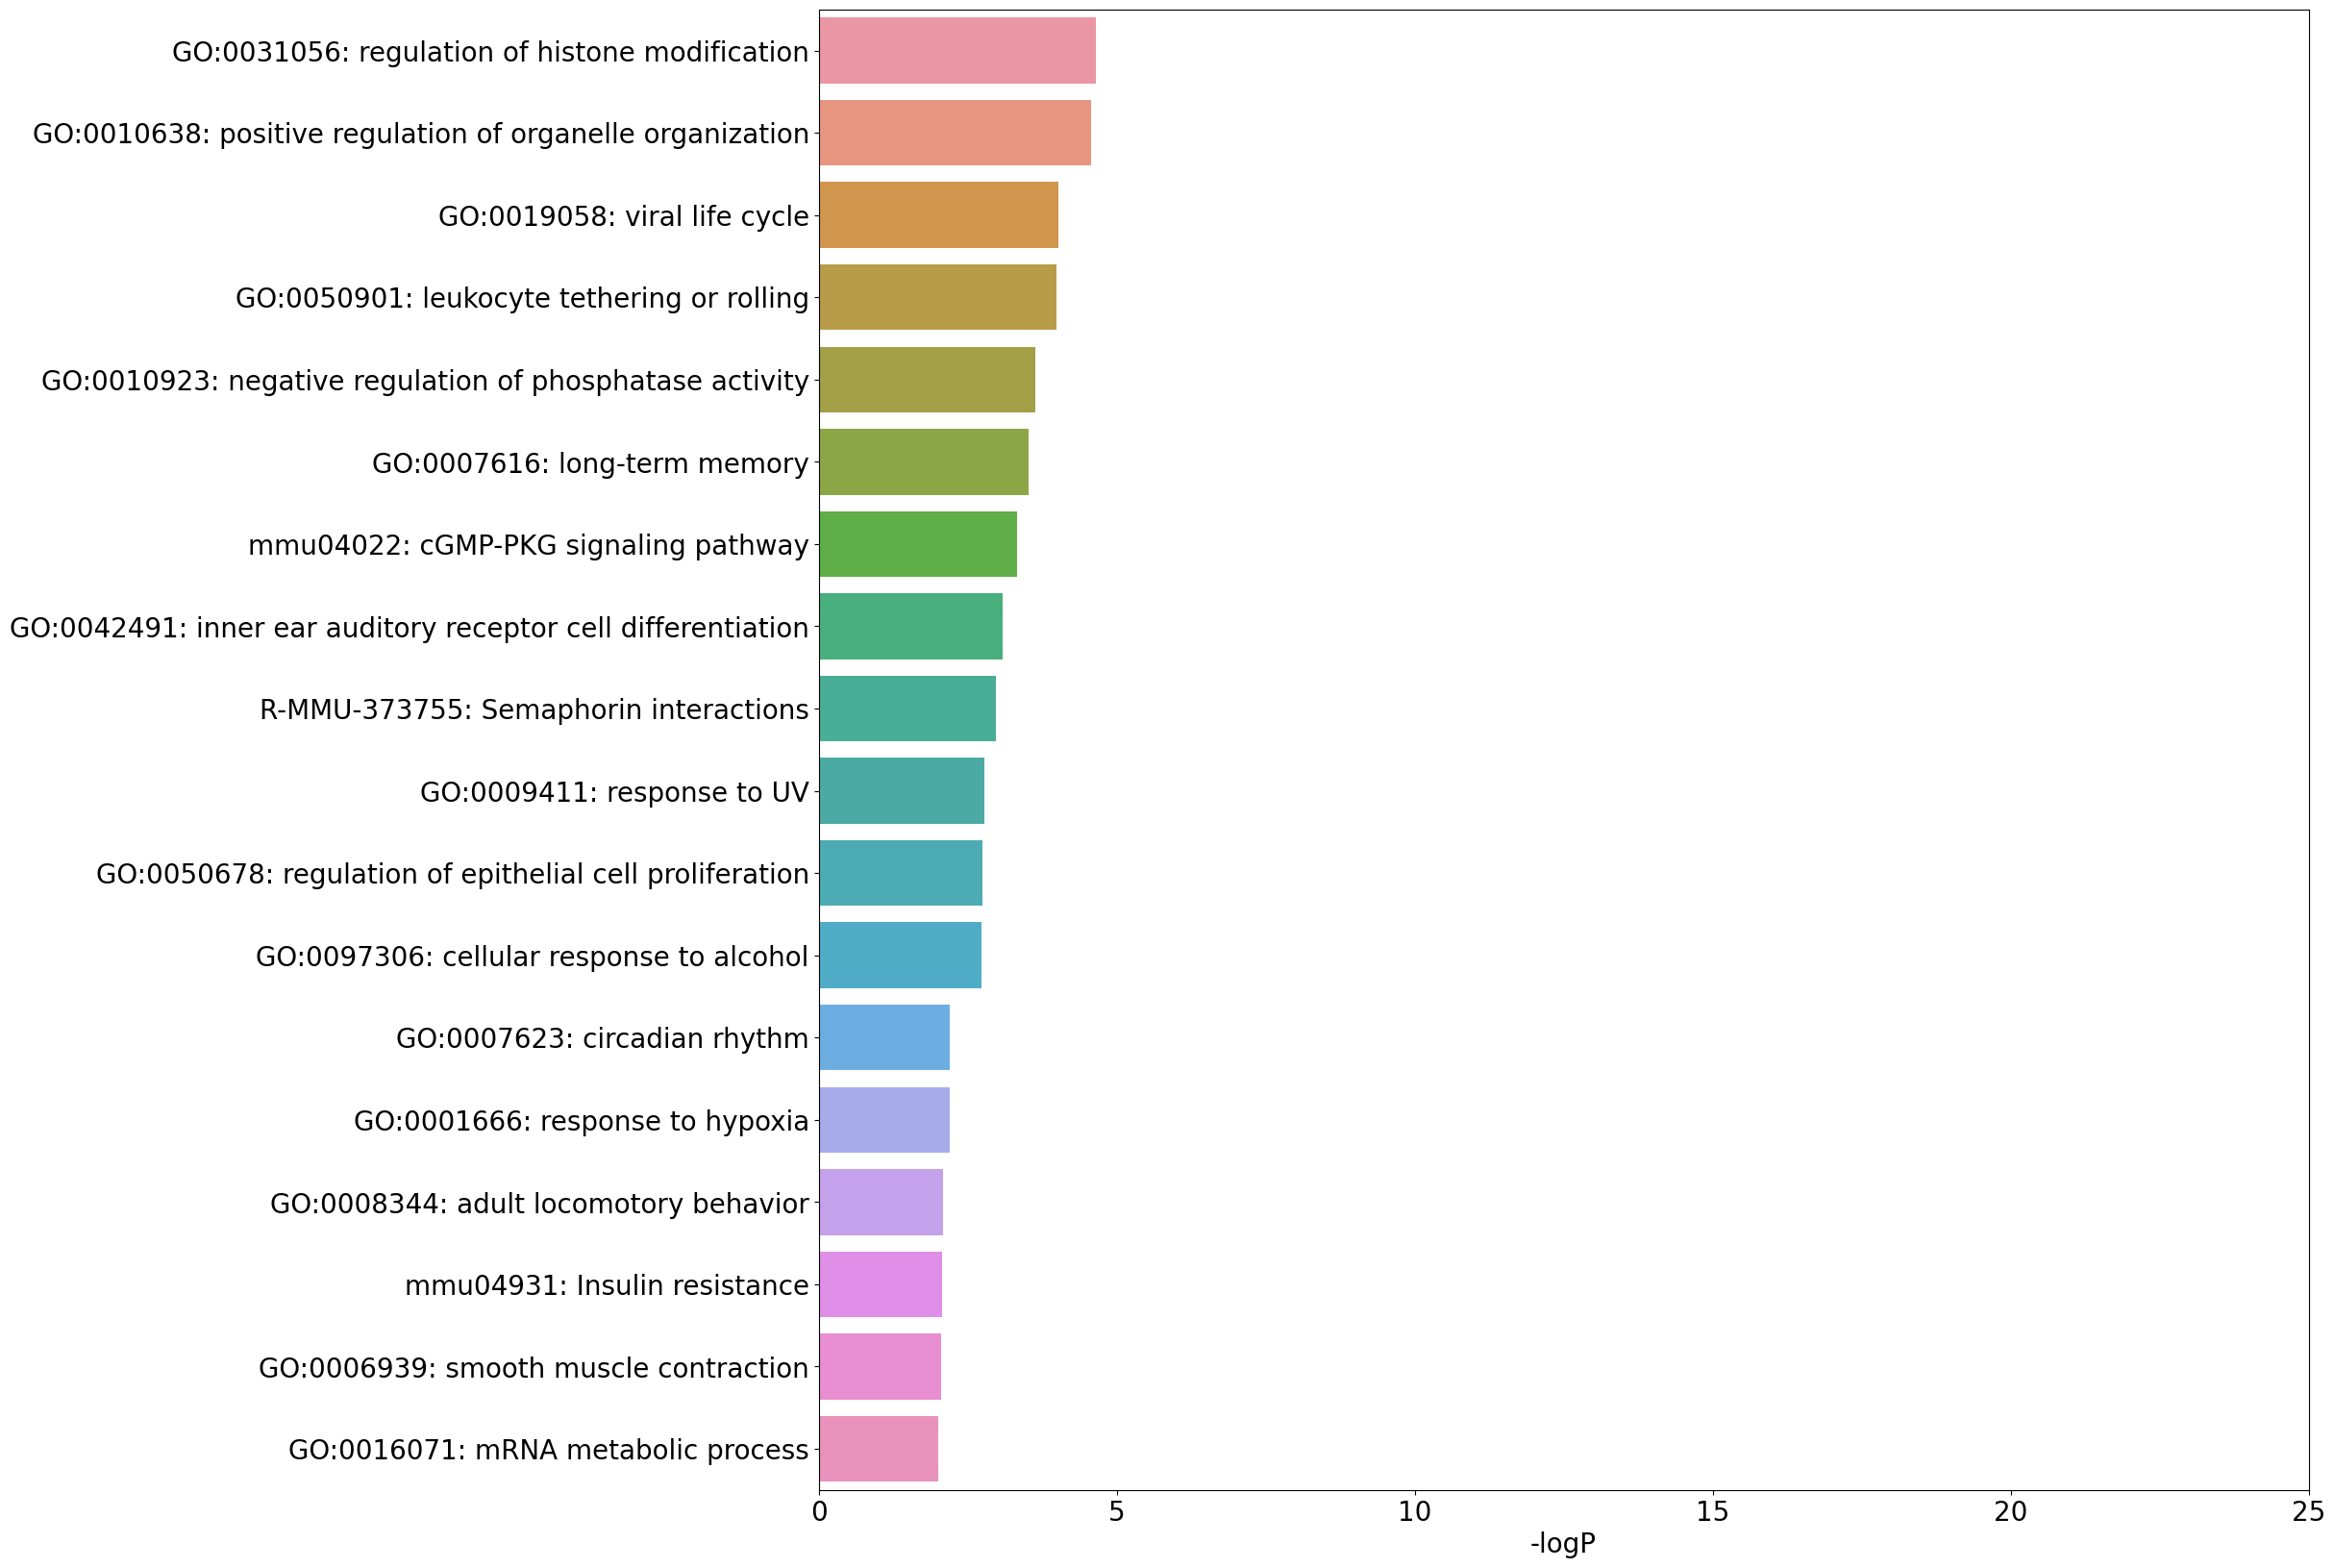 GO:0031056: regulation of histone modification
GO:0010638: positive regulation of organelle organization
GO:0019058: viral life cycle
GO:0050901: leukocyte tethering or rolling
GO:0010923: negative regulation of phosphatase activity
GO:0007616: long-term memory
mmu04022: cGMP-PKG signaling pathway
GO:0042491: inner ear auditory receptor cell differentiation
R-MMU-373755: Semaphorin interactions
GO:0009411: response to UV
GO:0050678: regulation of epithelial cell proliferation
GO:0097306: cellular response to alcohol
GO:0007623: circadian rhythm
GO:0001666: response to hypoxia
GO:0008344: adult locomotory behavior
mmu04931: Insulin resistance
GO:0006939: smooth muscle contraction
GO:0016071: mRNA metabolic process
0 5 10 15 20 25
-logP